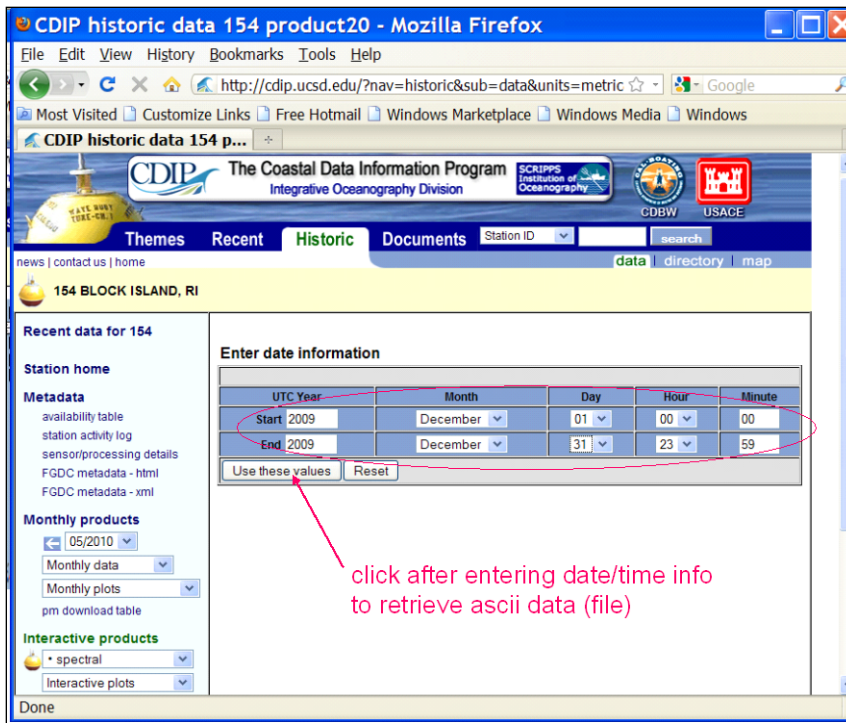 CDIP historic data 154 product20 - Mozilla Firefox
File Edit View History Bookmarks Tools Help
http://cdip.ucsd.edu/?nav=historic&sub=data&units=metric Google
Most Visited Customize Links Free Hotmail Windows Marketplace Windows Media Windows
CDIP historic data 154 p...
CDIP The Coastal Data Information Program
Integrative Oceanography Division
SCRIPPS
Institution of
Oceanography
CAL-BOATING
CDBW USACE
WAVE BUOY
Themes Recent Historic Documents Station ID search
news | contact us | home data | directory | map
154 BLOCK ISLAND, RI
Recent data for 154
Station home
Metadata
availability table
station activity log
sensor/processing details
FGDC metadata - html
FGDC metadata - xml
Monthly products
05/2010
Monthly data
Monthly plots
pm download table
Interactive products
• spectral
Interactive plots
Enter date information
UTC Year Month Day Hour Minute
Start 2009 December 01 00 00
End 2009 December 31 23 59
Use these values Reset
click after entering date/time info
to retrieve ascii data (file)
Done